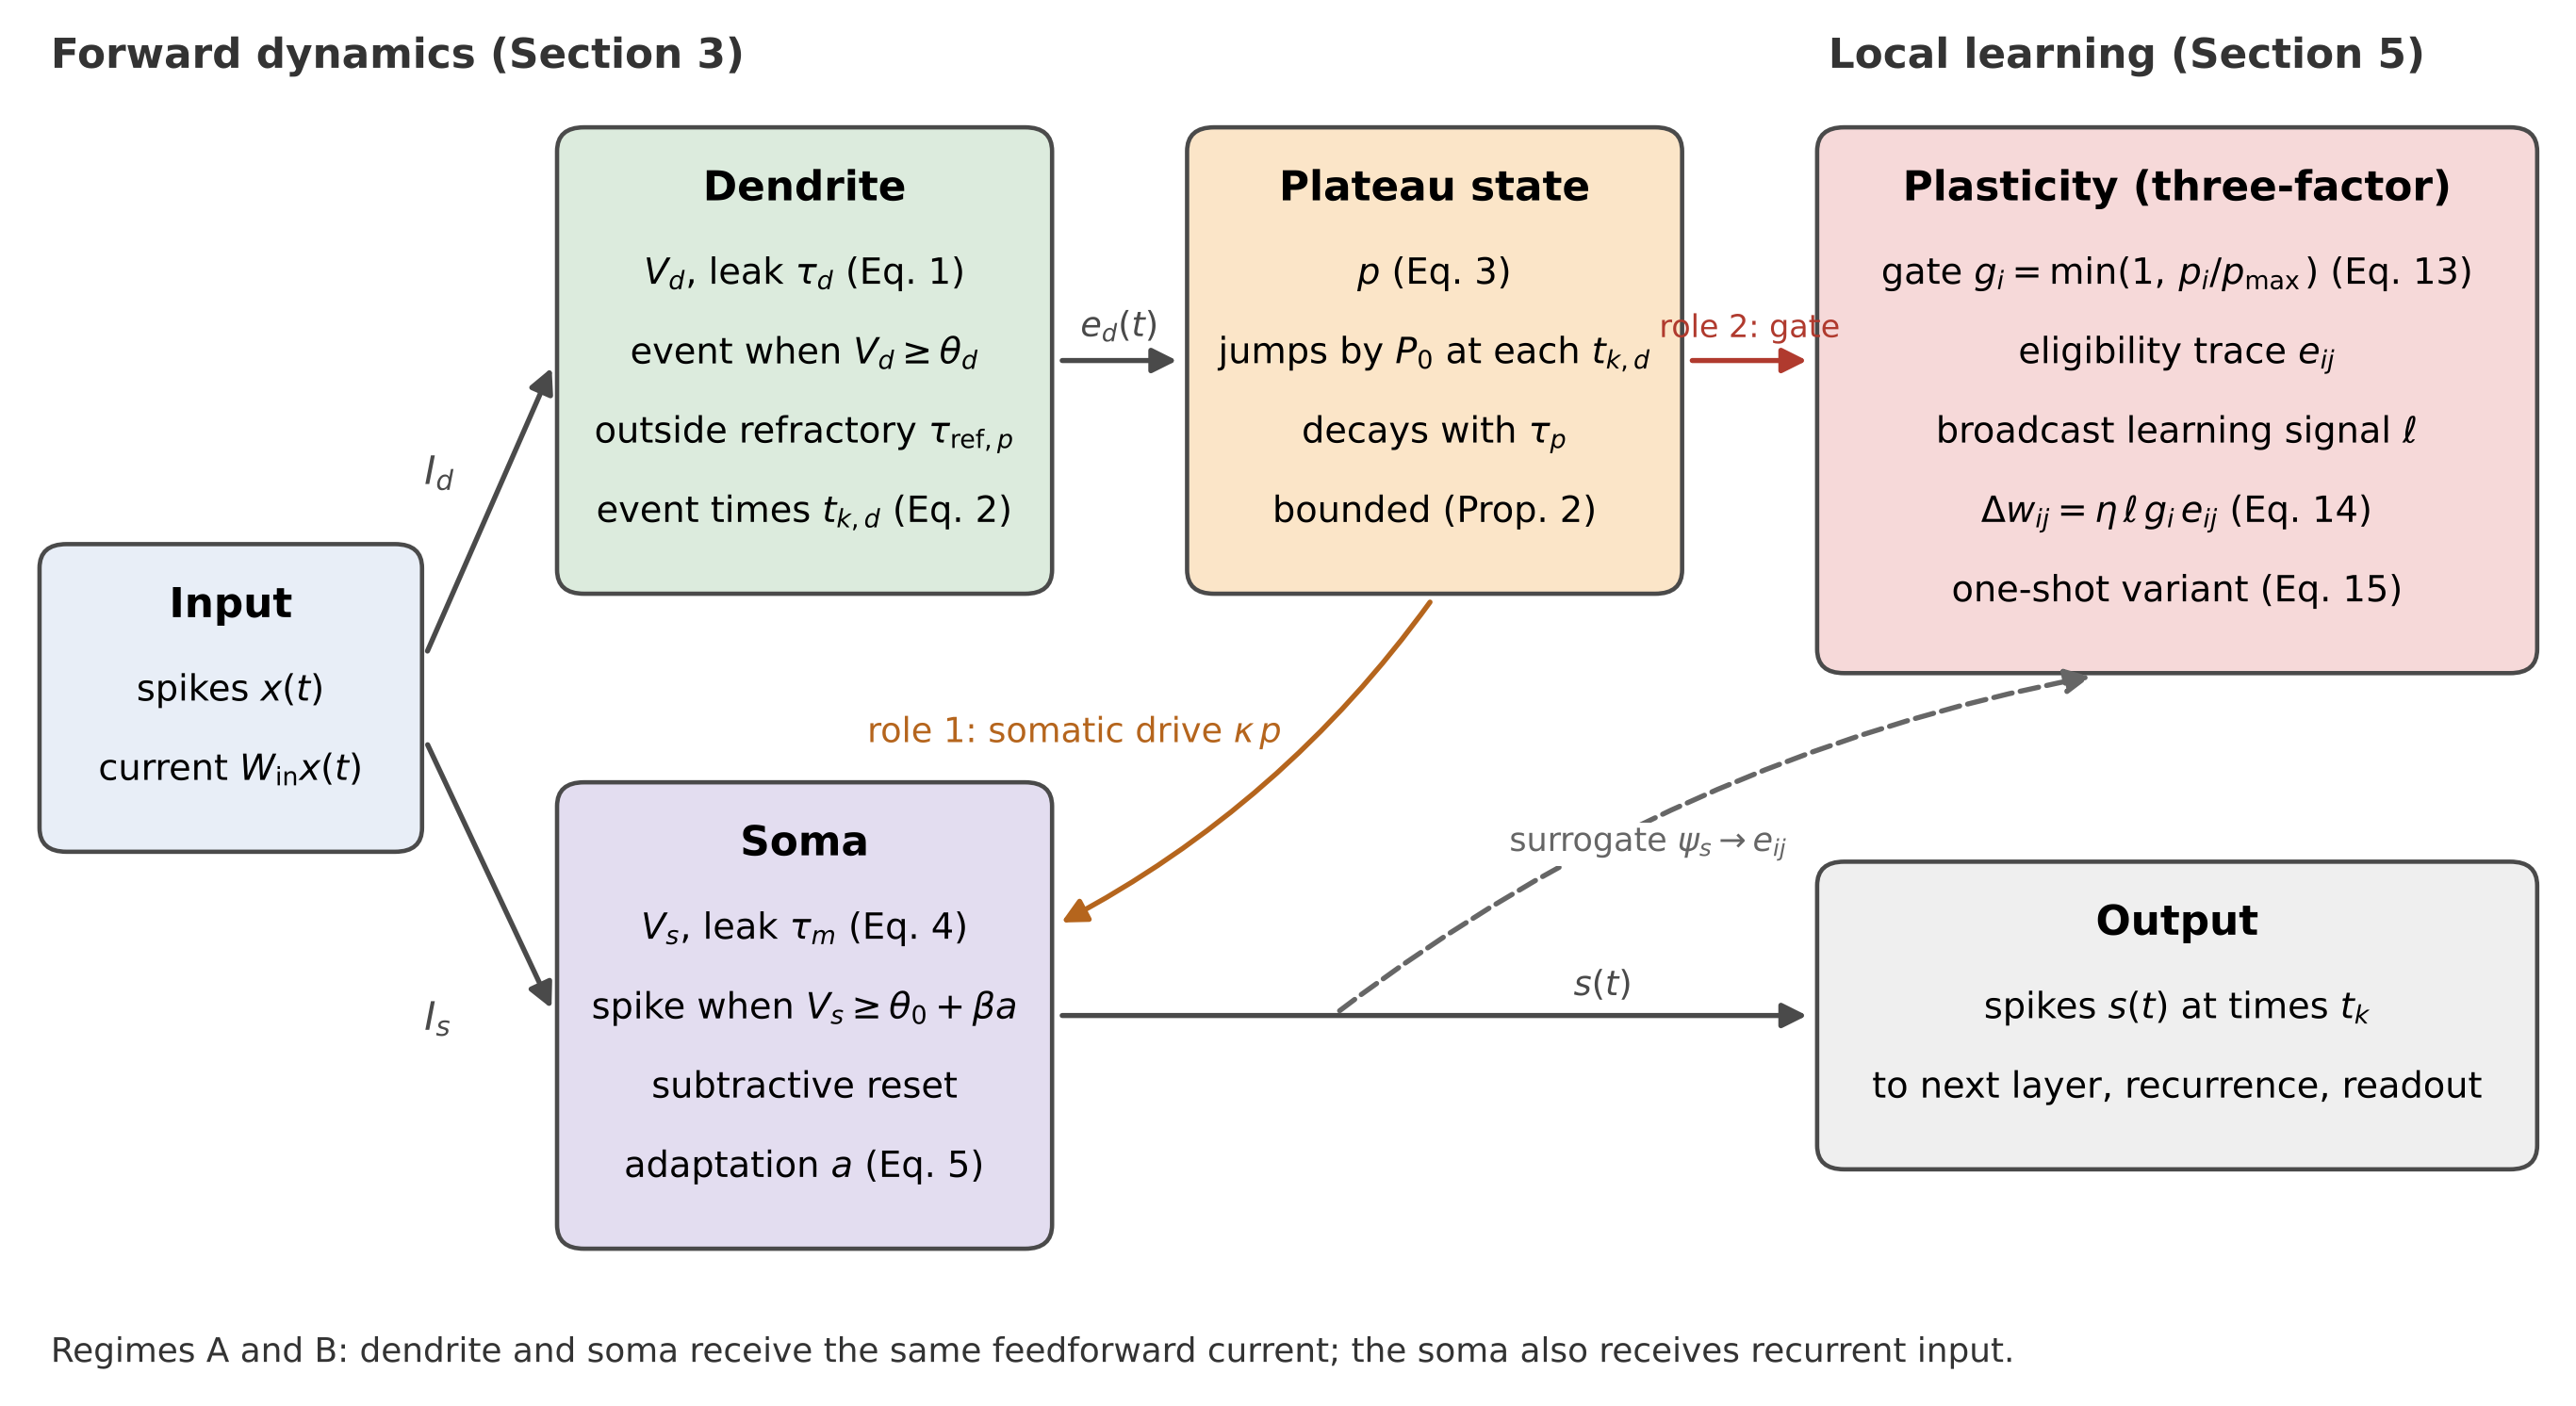 Forward dynamics (Section 3)
Local learning (Section 5)
Dendrite
V_d, leak τ_d (Eq. 1)
event when V_d ≥ θ_d
outside refractory τ_ref, p
event times t_k, d (Eq. 2)
e_d(t)
Plateau state
p (Eq. 3)
jumps by P_0 at each t_k, d
decays with τ_p
bounded (Prop. 2)
role 2: gate
Plasticity (three-factor)
gate g_i = min(1, p_i/p_max) (Eq. 13)
eligibility trace e_ij
broadcast learning signal ℓ
Δw_ij = η ℓ g_i e_ij (Eq. 14)
one-shot variant (Eq. 15)
I_d
Input
spikes x(t)
current W_in x(t)
I_s
role 1: somatic drive κ p
Soma
V_s, leak τ_m (Eq. 4)
spike when V_s ≥ θ_0 + βa
subtractive reset
adaptation a (Eq. 5)
surrogate ψ_s → e_ij
s(t)
Output
spikes s(t) at times t_k
to next layer, recurrence, readout
Regimes A and B: dendrite and soma receive the same feedforward current; the soma also receives recurrent input.